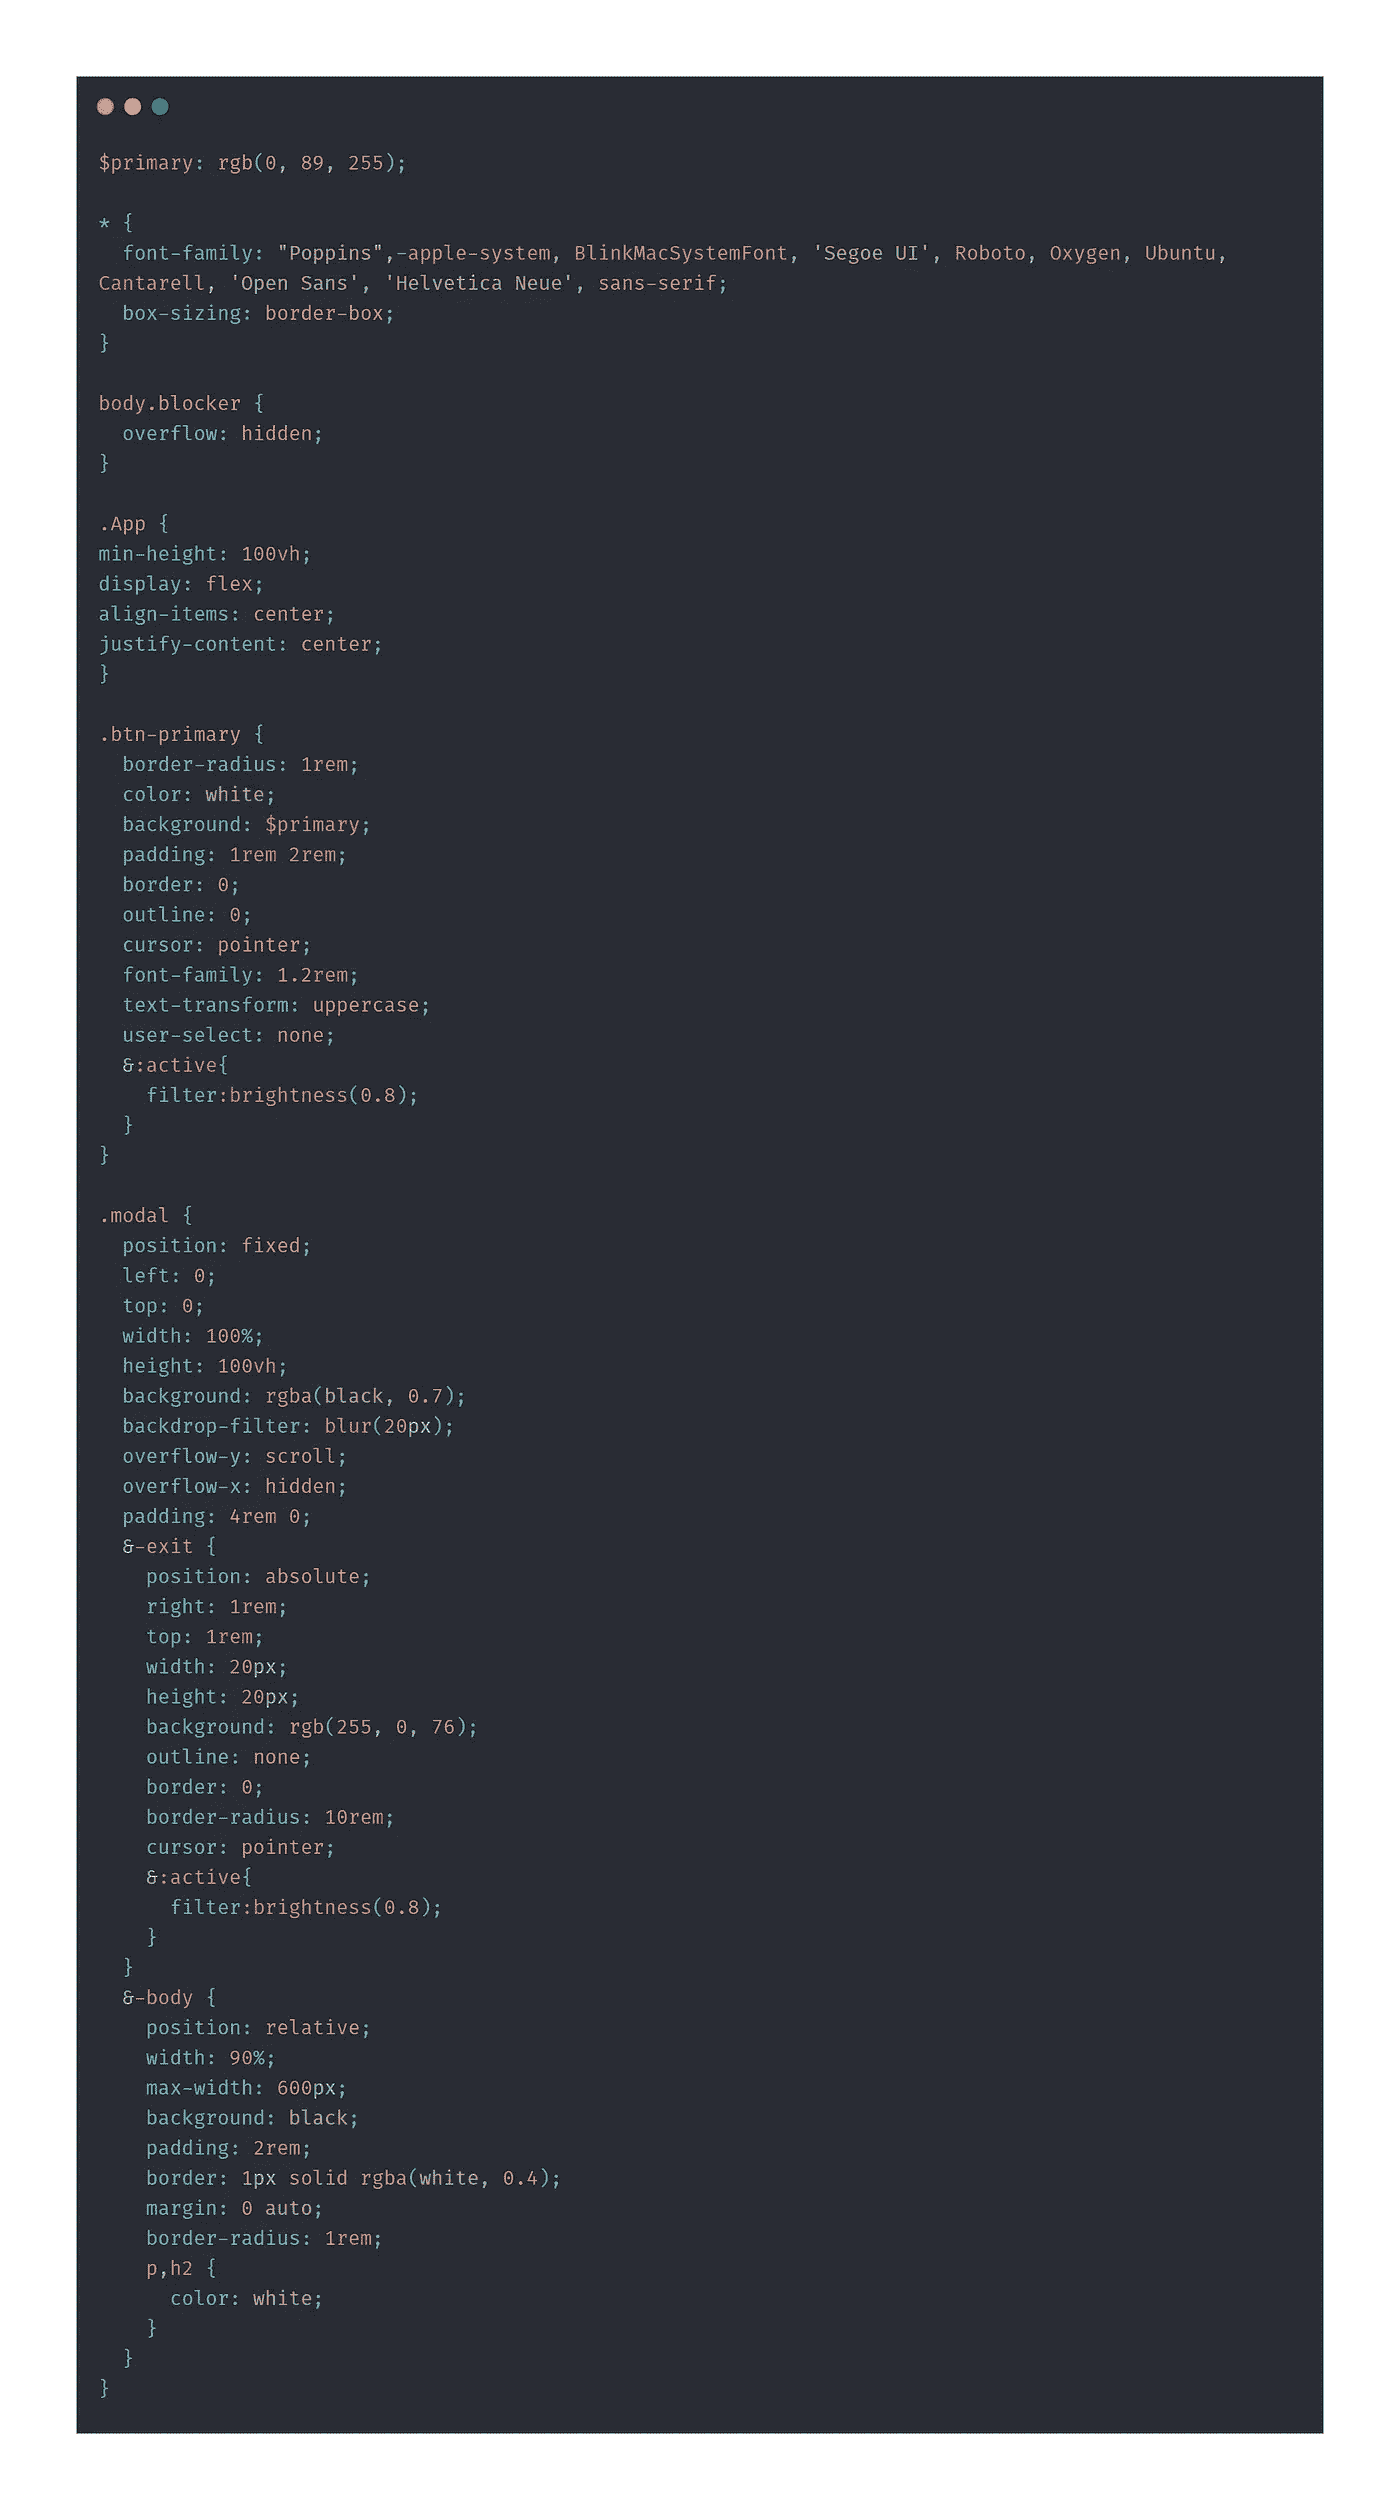 $primary: rgb(0, 89, 255);

* {
  font-family: "Poppins",-apple-system, BlinkMacSystemFont, 'Segoe UI', Roboto, Oxygen, Ubuntu,
Cantarell, 'Open Sans', 'Helvetica Neue', sans-serif;
  box-sizing: border-box;
}

body.blocker {
  overflow: hidden;
}

.App {
min-height: 100vh;
display: flex;
align-items: center;
justify-content: center;
}

.btn-primary {
  border-radius: 1rem;
  color: white;
  background: $primary;
  padding: 1rem 2rem;
  border: 0;
  outline: 0;
  cursor: pointer;
  font-family: 1.2rem;
  text-transform: uppercase;
  user-select: none;
  &:active{
    filter:brightness(0.8);
  }
}

.modal {
  position: fixed;
  left: 0;
  top: 0;
  width: 100%;
  height: 100vh;
  background: rgba(black, 0.7);
  backdrop-filter: blur(20px);
  overflow-y: scroll;
  overflow-x: hidden;
  padding: 4rem 0;
  &-exit {
    position: absolute;
    right: 1rem;
    top: 1rem;
    width: 20px;
    height: 20px;
    background: rgb(255, 0, 76);
    outline: none;
    border: 0;
    border-radius: 10rem;
    cursor: pointer;
    &:active{
      filter:brightness(0.8);
    }
  }
  &-body {
    position: relative;
    width: 90%;
    max-width: 600px;
    background: black;
    padding: 2rem;
    border: 1px solid rgba(white, 0.4);
    margin: 0 auto;
    border-radius: 1rem;
    p,h2 {
      color: white;
    }
  }
}